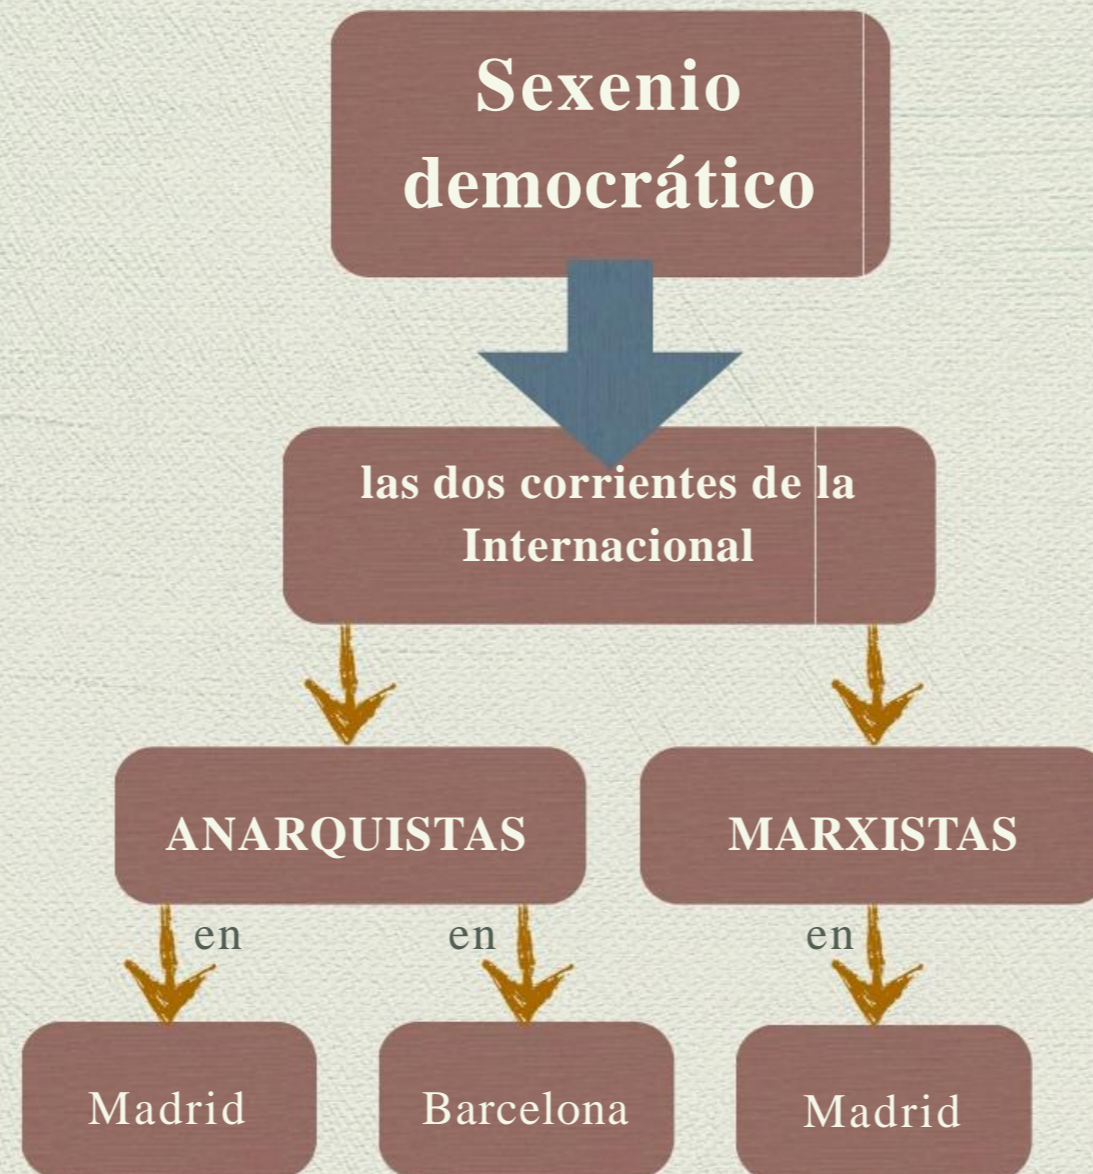 Sexenio
democrático
las dos corrientes de la
Internacional
ANARQUISTAS
MARXISTAS
en
en
en
Madrid
Barcelona
Madrid